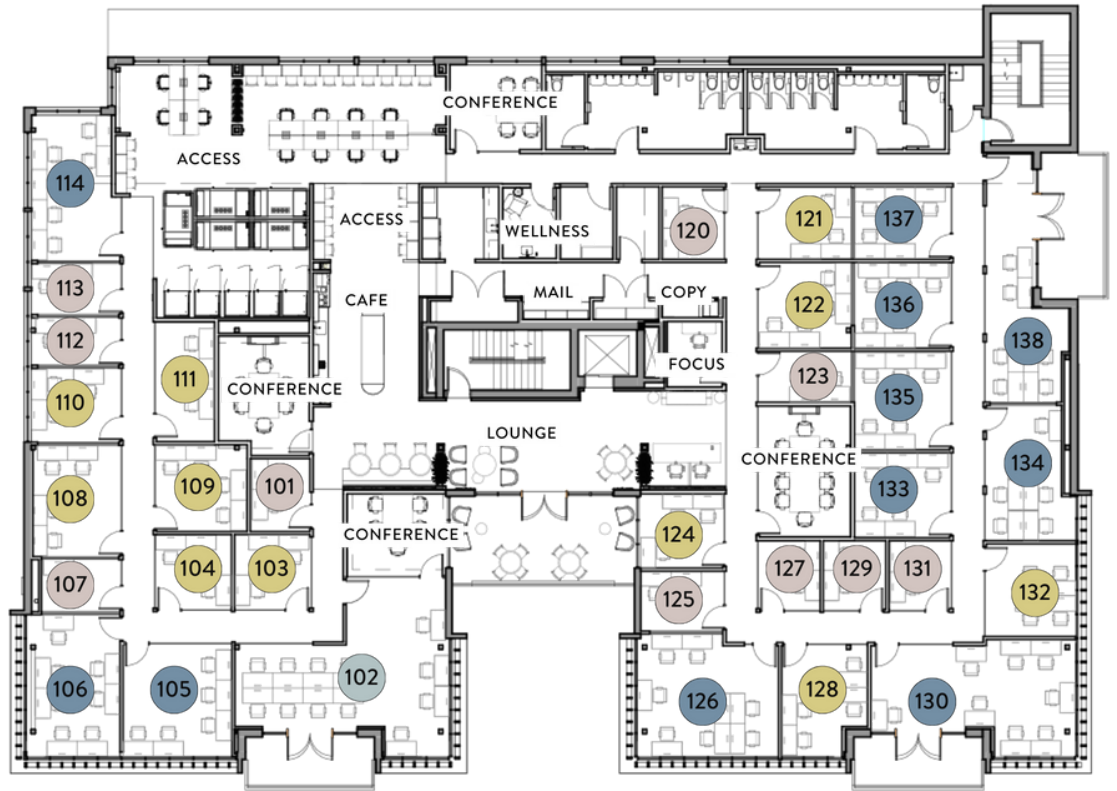 CONFERENCE
ACCESS
114
ACCESS
WELLNESS
120
121
137
113
CAFE
MAIL
COPY
122
136
112
138
FOCUS
111
CONFERENCE
123
110
135
LOUNGE
CONFERENCE
134
108
109
101
133
CONFERENCE
124
104
103
127
129
131
107
125
132
106
105
102
126
128
130